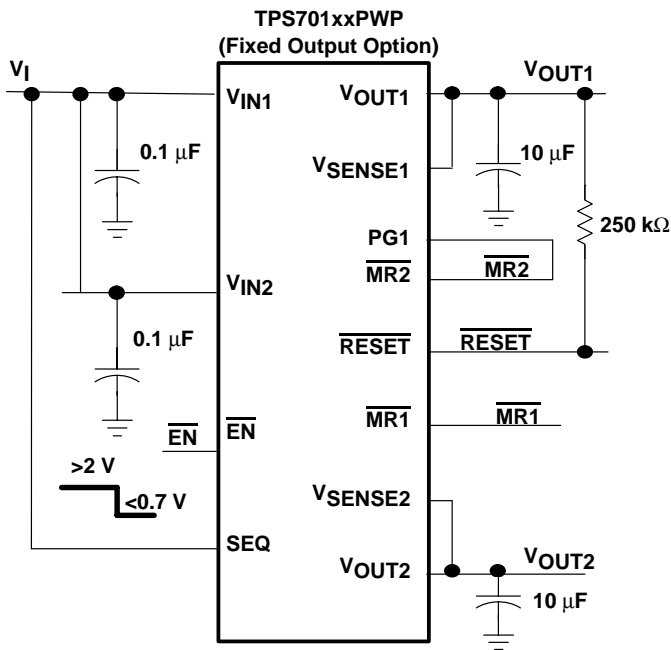 TPS701xxPWP
(Fixed Output Option)
VI
VIN1
VOUT1
VOUT1
0.1 μF
10 μF
VSENSE1
250 kΩ
PG1
MR2
MR2
VIN2
0.1 μF
RESET
RESET
EN
EN
MR1
MR1
>2 V
<0.7 V
VSENSE2
SEQ
VOUT2
VOUT2
10 μF